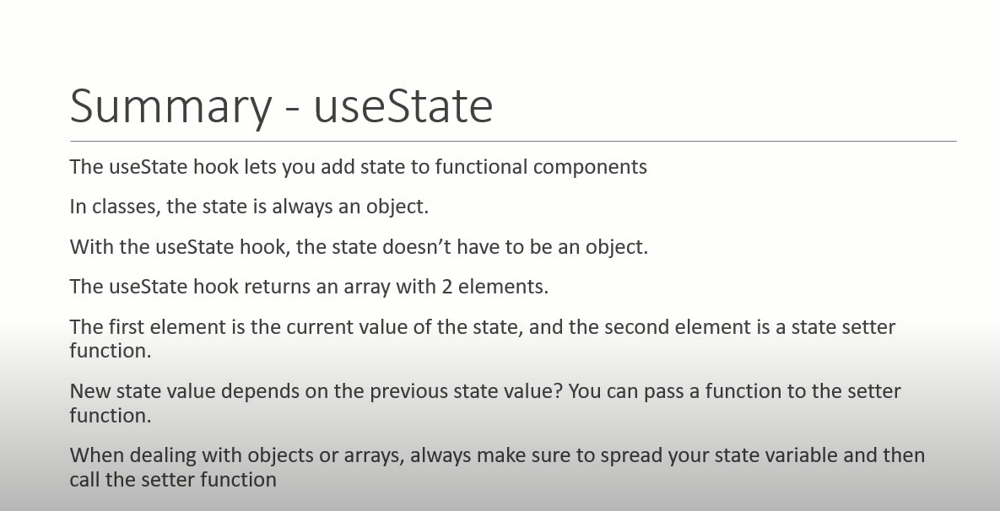 Summary - useState
The useState hook lets you add state to functional components
In classes, the state is always an object.
With the useState hook, the state doesn’t have to be an object.
The useState hook returns an array with 2 elements.
The first element is the current value of the state, and the second element is a state setter
function.
New state value depends on the previous state value? You can pass a function to the setter
function.
When dealing with objects or arrays, always make sure to spread your state variable and then
call the setter function